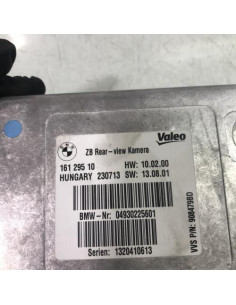 Valeo
ZB Rear-view Kamera
161 295 10 HW: 10.02.00
HUNGARY 230713 SW: 13.08.01
BMW-Nr: 04930225601
Serien: 1320410613
VVS P/N: 90847980